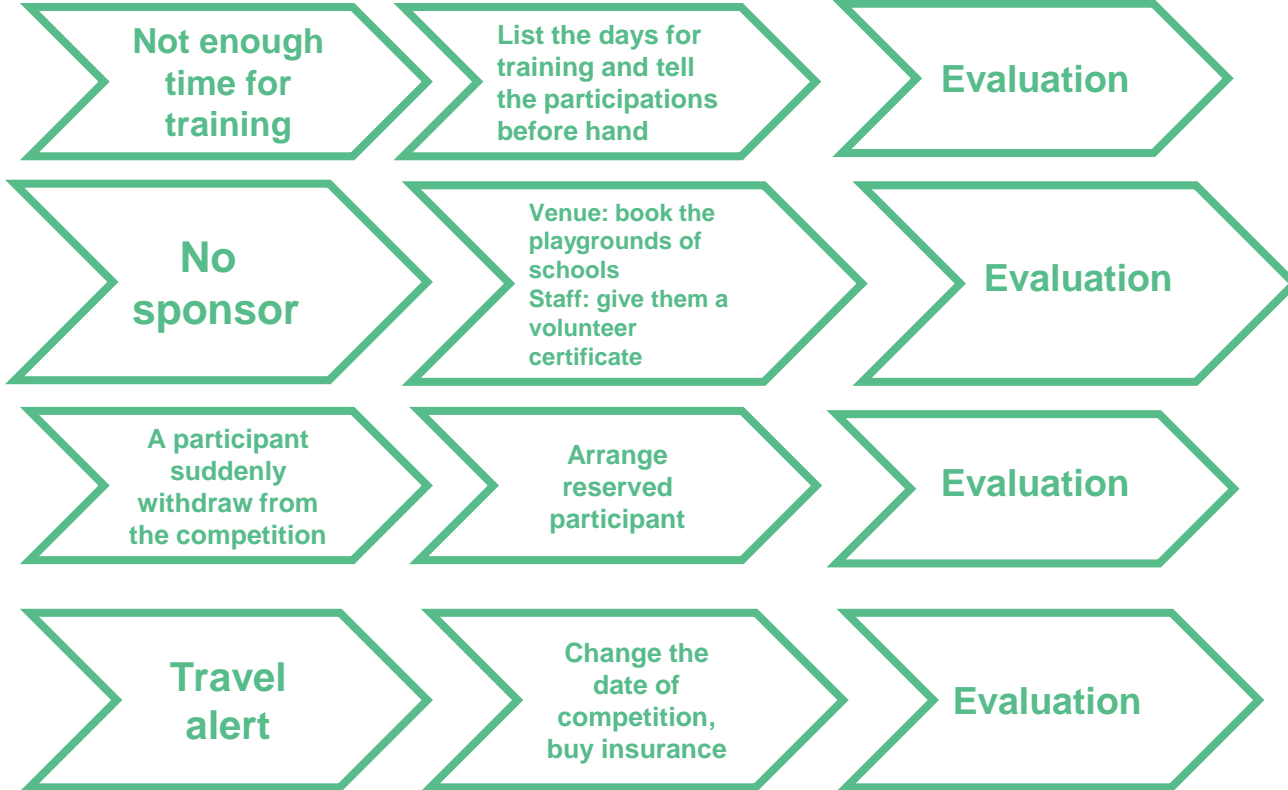 Not enough
time for
training
List the days for
training and tell
the participations
before hand
Evaluation
No
sponsor
Venue: book the
playgrounds of
schools
Staff: give them a
volunteer
certificate
Evaluation
A participant
suddenly
withdraw from
the competition
Arrange
reserved
participant
Evaluation
Travel
alert
Change the
date of
competition,
buy insurance
Evaluation